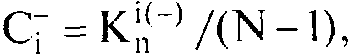 C_i^- = K_n^{i(-)} /(N-1),